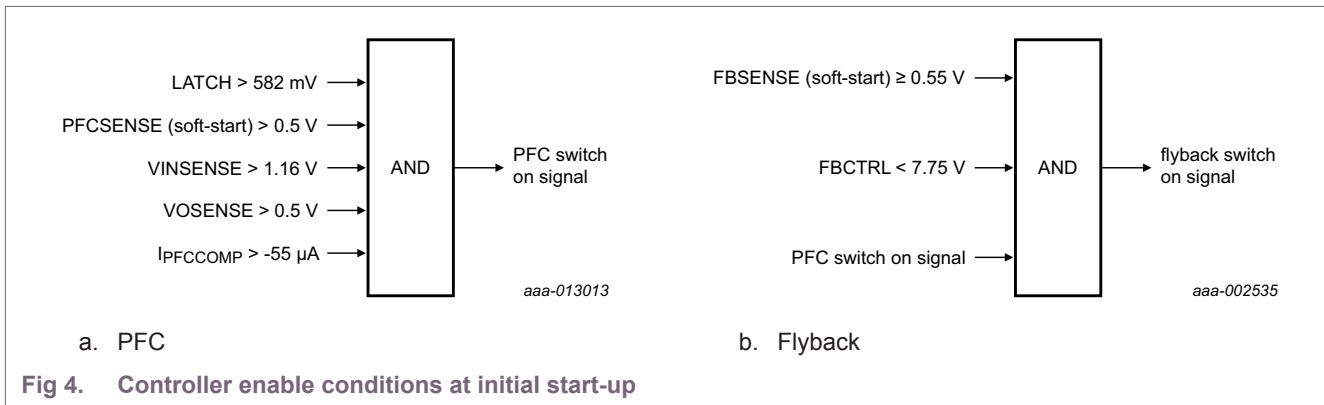 LATCH > 582 mV
PFCSENSE (soft-start) > 0.5 V
VINSENSE > 1.16 V
VOSENSE > 0.5 V
IPFCCOMP > -55 μA
AND
PFC switch
on signal
aaa-013013
a. PFC
FBSENSE (soft-start) ≥ 0.55 V
FBCTRL < 7.75 V
PFC switch on signal
AND
flyback switch
on signal
aaa-002535
b. Flyback
Fig 4. Controller enable conditions at initial start-up